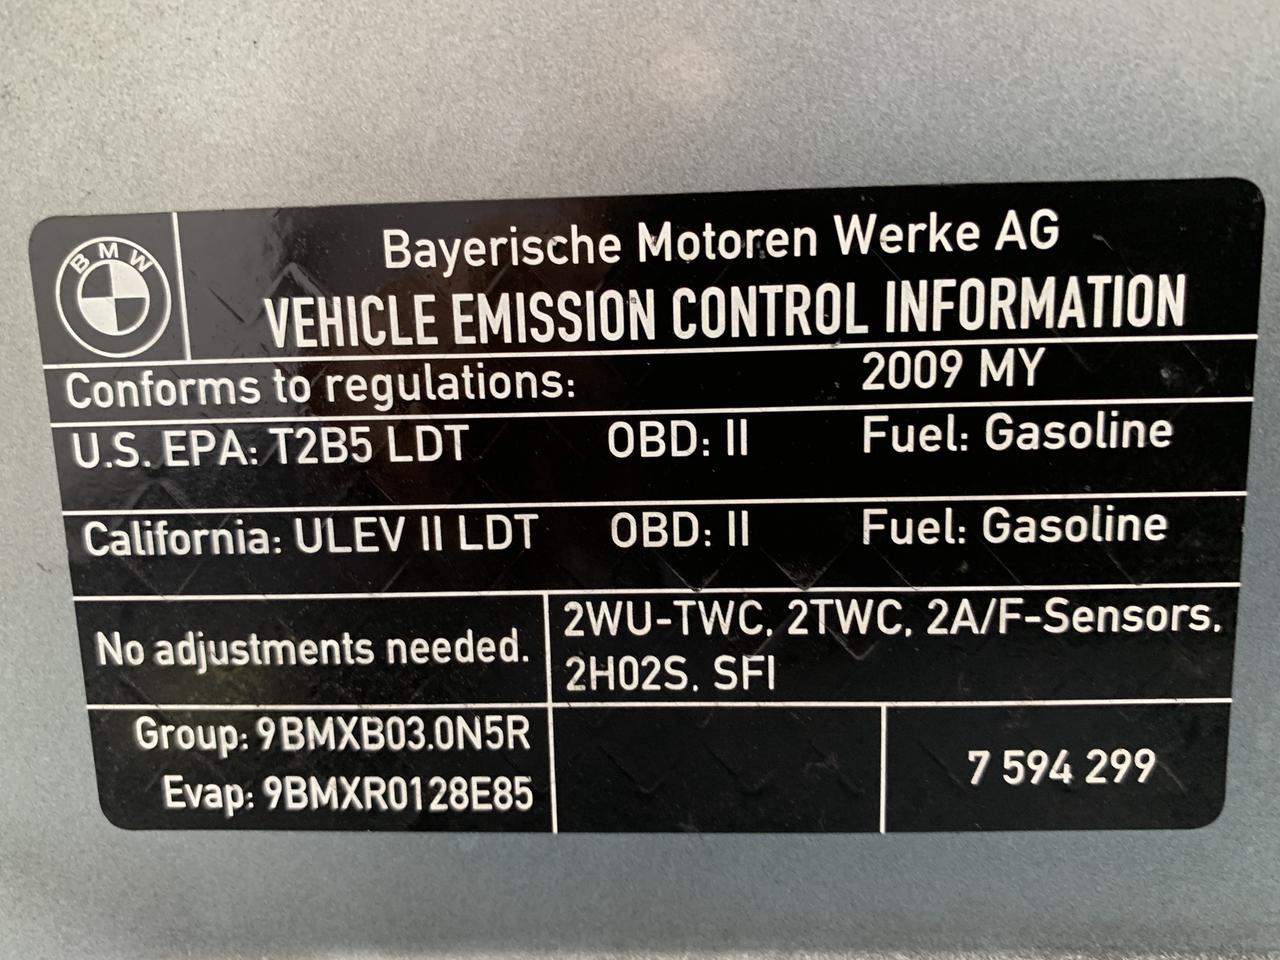 BMW
Bayerische Motoren Werke AG
VEHICLE EMISSION CONTROL INFORMATION
Conforms to regulations: 2009 MY
U.S. EPA: T2B5 LDT OBD: II Fuel: Gasoline
California: ULEV II LDT OBD: II Fuel: Gasoline
No adjustments needed.
2WU-TWC, 2TWC, 2A/F-Sensors,
2HO2S, SFI
Group: 9BMXB03.0N5R
Evap: 9BMXR0128E85
7 594 299